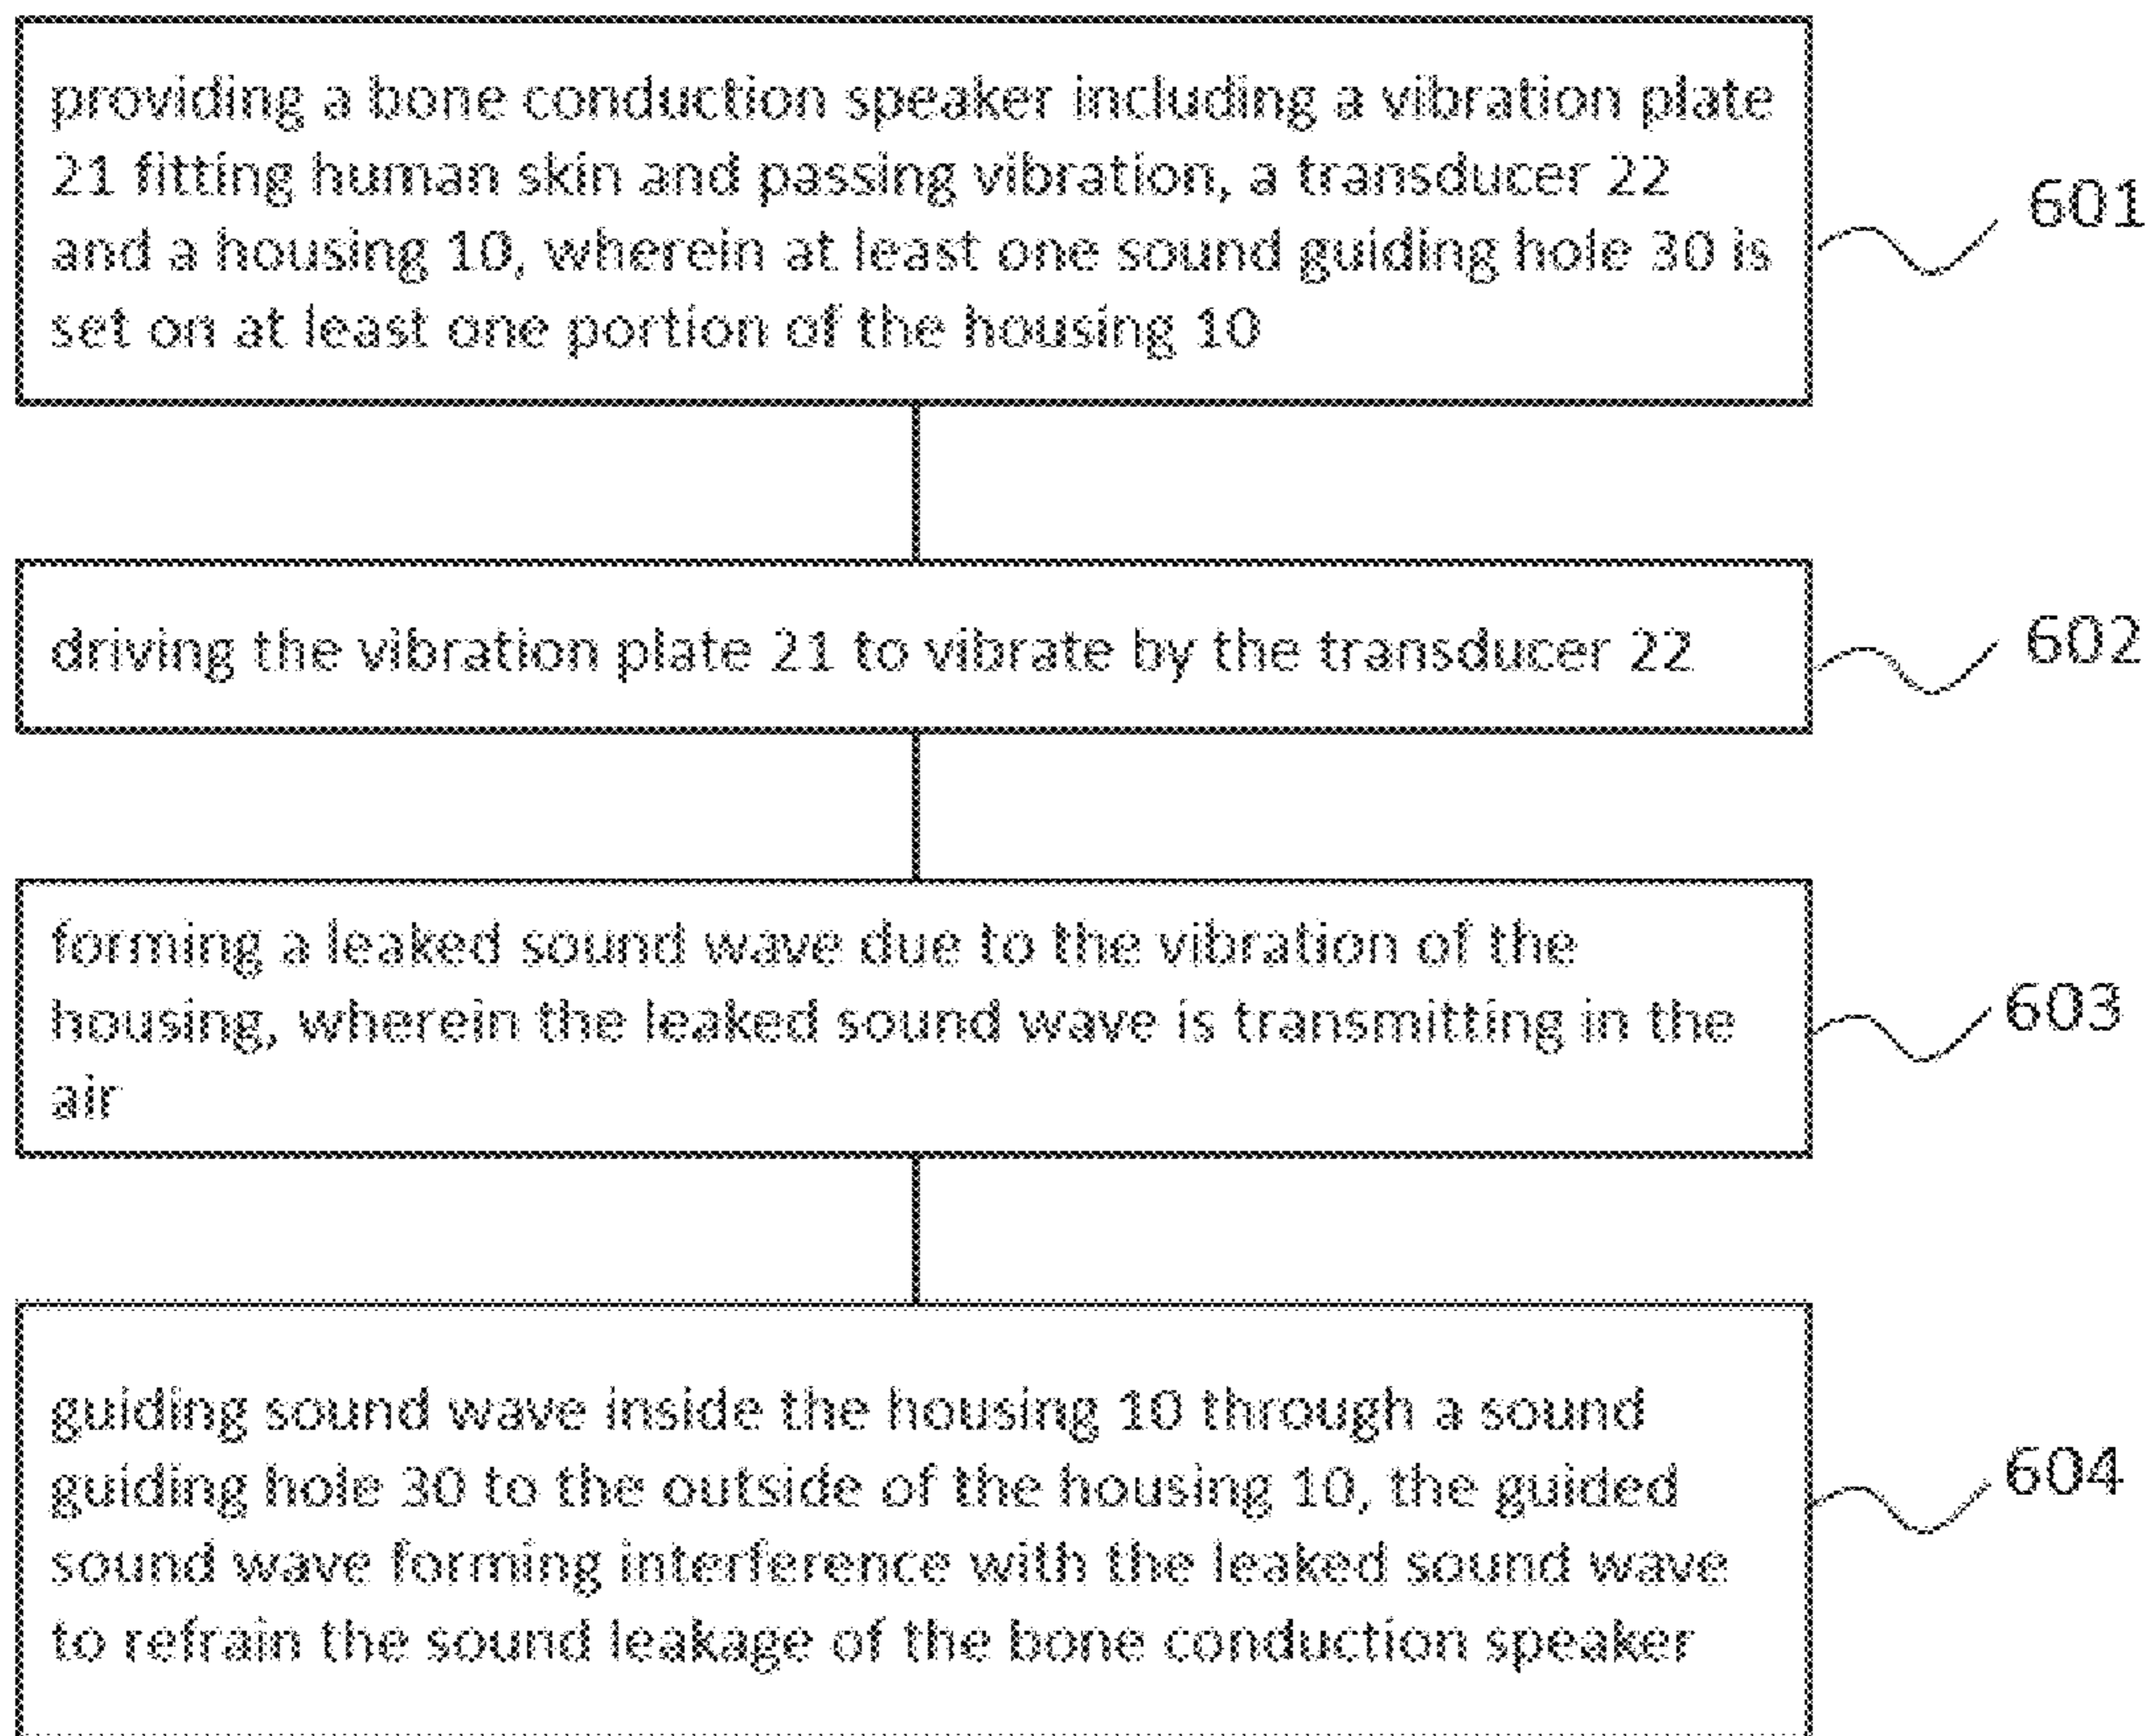 providing a bone conduction speaker including a vibration plate
21 fitting human skin and passing vibration, a transducer 22
and a housing 10, wherein at least one sound guiding hole 30 is
set on at least one portion of the housing 10
601
driving the vibration plate 21 to vibrate by the transducer 22
602
forming a leaked sound wave due to the vibration of the
housing, wherein the leaked sound wave is transmitting in the
air
603
guiding sound wave inside the housing 10 through a sound
guiding hole 30 to the outside of the housing 10, the guided
sound wave forming interference with the leaked sound wave
to refrain the sound leakage of the bone conduction speaker
604